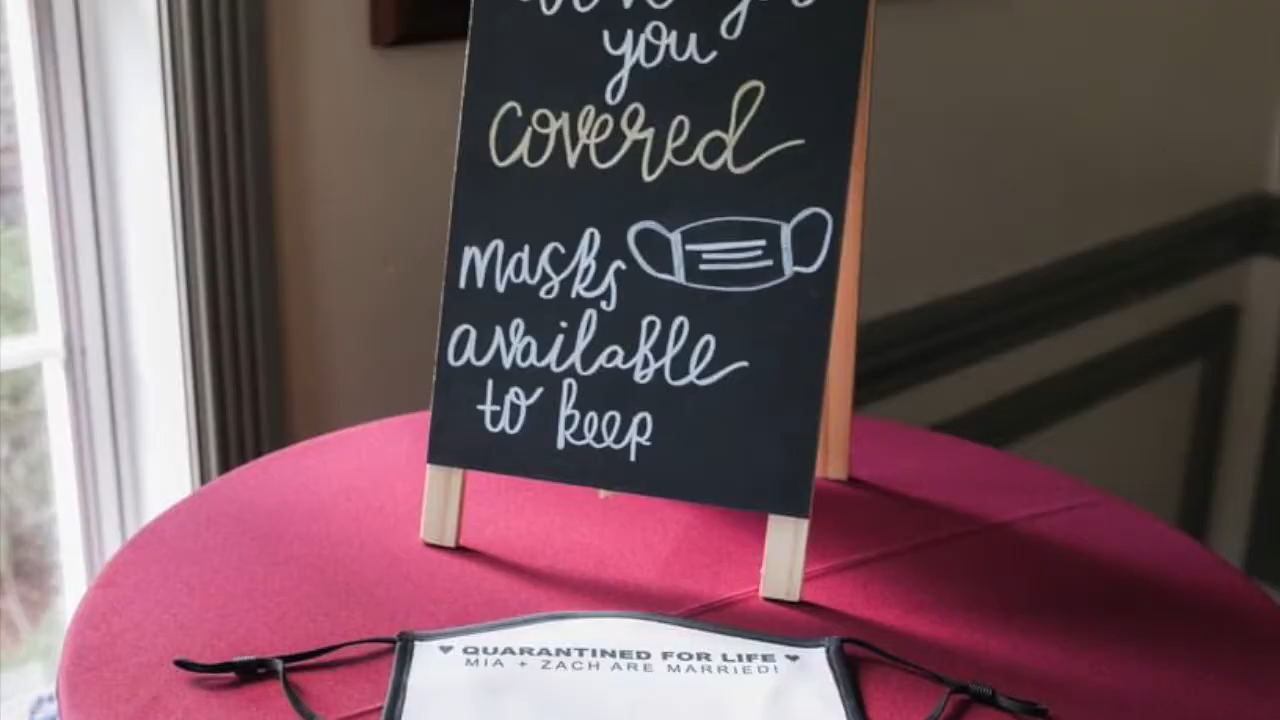 you
covered
masks
available
to keep
♥ QUARANTINED FOR LIFE ♥
MIA + ZACH ARE MARRIED!